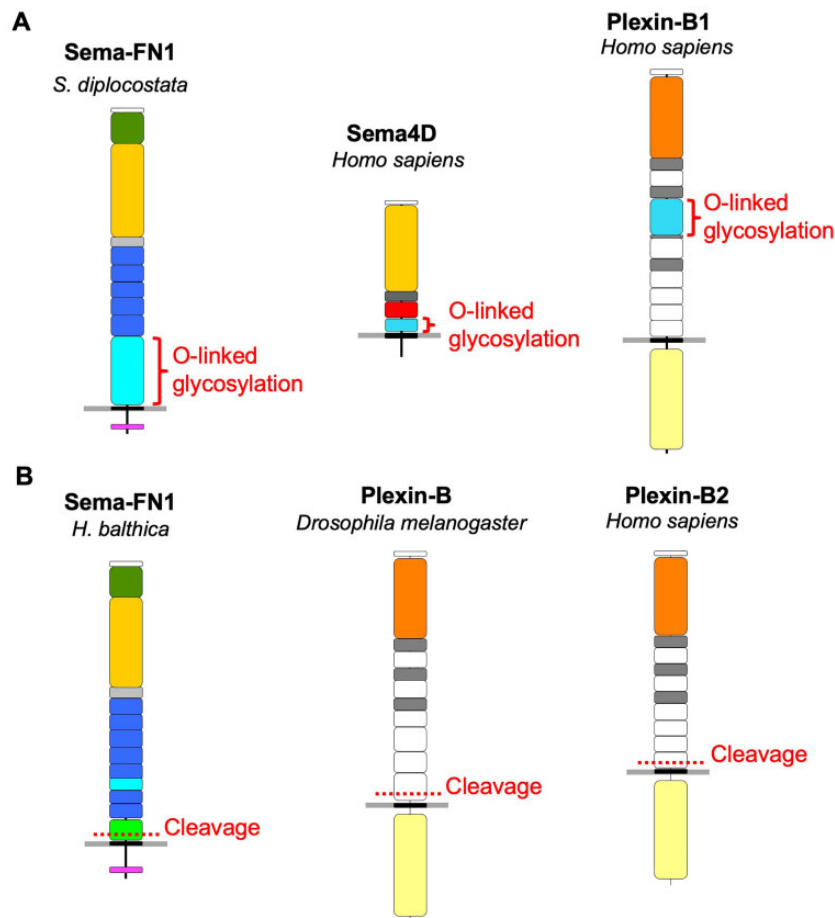 A
Sema-FN1
S. diplocostata
O-linked
glycosylation
Sema4D
Homo sapiens
O-linked
glycosylation
Plexin-B1
Homo sapiens
O-linked
glycosylation
B
Sema-FN1
H. balthica
Cleavage
Plexin-B
Drosophila melanogaster
Cleavage
Plexin-B2
Homo sapiens
Cleavage